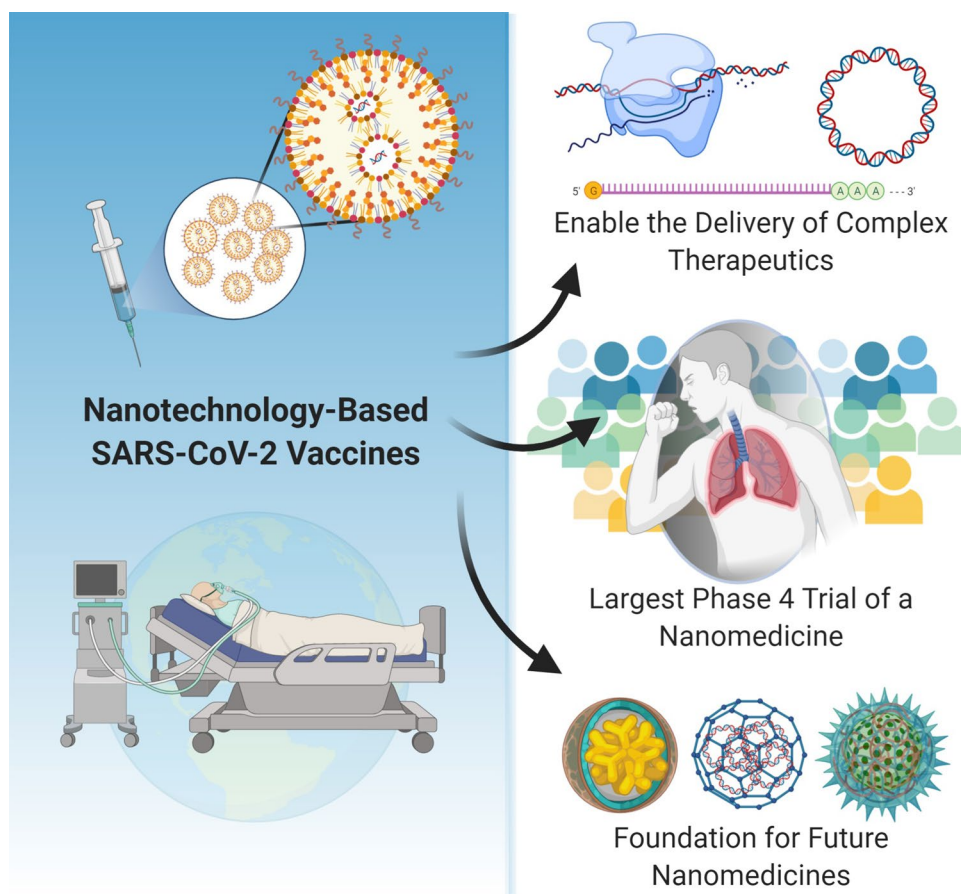 5' G AAA ---3'
Enable the Delivery of Complex
Therapeutics
Nanotechnology-Based
SARS-CoV-2 Vaccines
Largest Phase 4 Trial of a
Nanomedicine
Foundation for Future
Nanomedicines